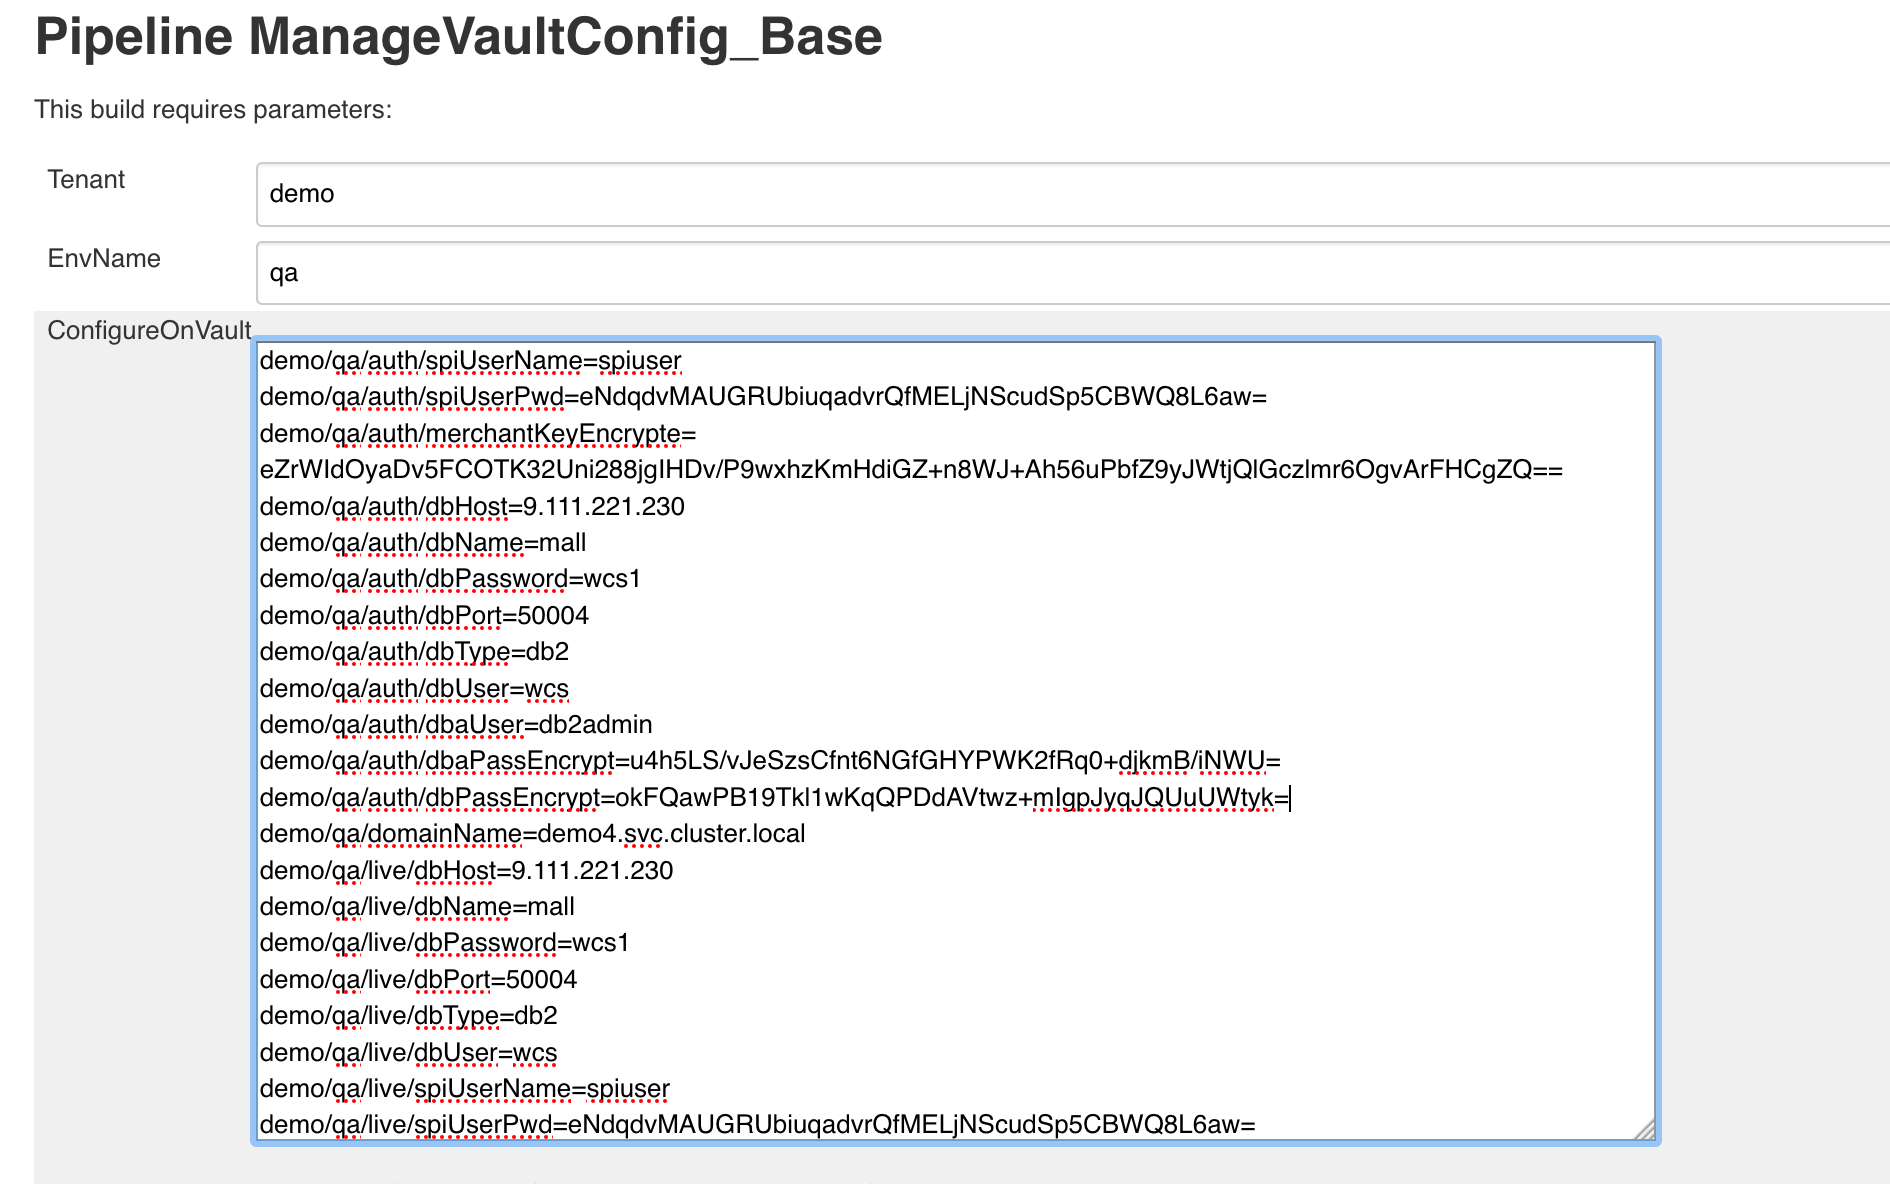 Pipeline ManageVaultConfig_Base
This build requires parameters:
Tenant
demo
EnvName
qa
ConfigureOnVault
demo/qa/auth/spiUserName=spiuser
demo/qa/auth/spiUserPwd=eNdqdvMAUGRUbiuqadvrQfMELjNScudSp5CBWQ8L6aw=
demo/qa/auth/merchantKeyEncrypte=
eZrWIdOyaDv5FCOTK32Uni288jgIHDv/P9wxhzKmHdiGZ+n8WJ+Ah56uPbfZ9yJWtjQlGczlmr6OgvArFHCgZQ==
demo/qa/auth/dbHost=9.111.221.230
demo/qa/auth/dbName=mall
demo/qa/auth/dbPassword=wcs1
demo/qa/auth/dbPort=50004
demo/qa/auth/dbType=db2
demo/qa/auth/dbUser=wcs
demo/qa/auth/dbaUser=db2admin
demo/qa/auth/dbaPassEncrypt=u4h5LS/vJeSzsCfnt6NGfGHYPWK2fRq0+djkmB/iNWU=
demo/qa/auth/dbPassEncrypt=okFQawPB19Tkl1wKqQPDdAVtwz+mIgpJyqJQUuUWtyk=
demo/qa/domainName=demo4.svc.cluster.local
demo/qa/live/dbHost=9.111.221.230
demo/qa/live/dbName=mall
demo/qa/live/dbPassword=wcs1
demo/qa/live/dbPort=50004
demo/qa/live/dbType=db2
demo/qa/live/dbUser=wcs
demo/qa/live/spiUserName=spiuser
demo/qa/live/spiUserPwd=eNdqdvMAUGRUbiuqadvrQfMELjNScudSp5CBWQ8L6aw=